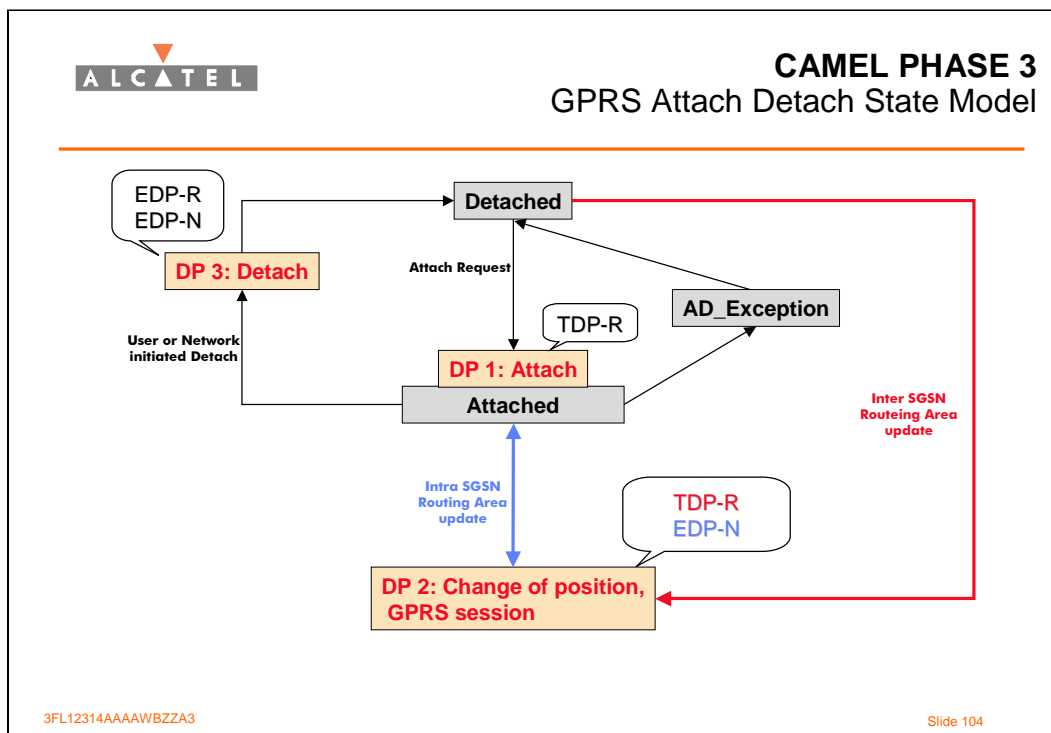 ALCATEL
CAMEL PHASE 3
GPRS Attach Detach State Model
EDP-R
EDP-N
Detached
DP 3: Detach
Attach Request
AD_Exception
User or Network
initiated Detach
TDP-R
DP 1: Attach
Attached
Inter SGSN
Routeing Area
update
Intra SGSN
Routing Area
update
TDP-R
EDP-N
DP 2: Change of position,
GPRS session
3FL12314AAAAWBZZA3
Slide 104